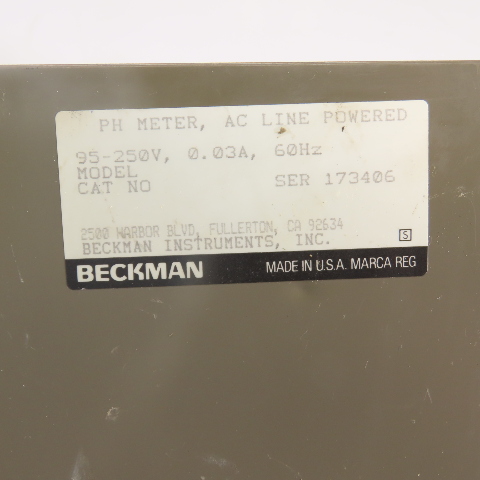 PH METER, AC LINE POWERED
95-250V, 0.03A, 60Hz
MODEL
CAT NO SER 173406
2500 HARBOR BLVD, FULLERTON, CA 92634
BECKMAN INSTRUMENTS, INC. S
BECKMAN MADE IN U.S.A. MARCA REG